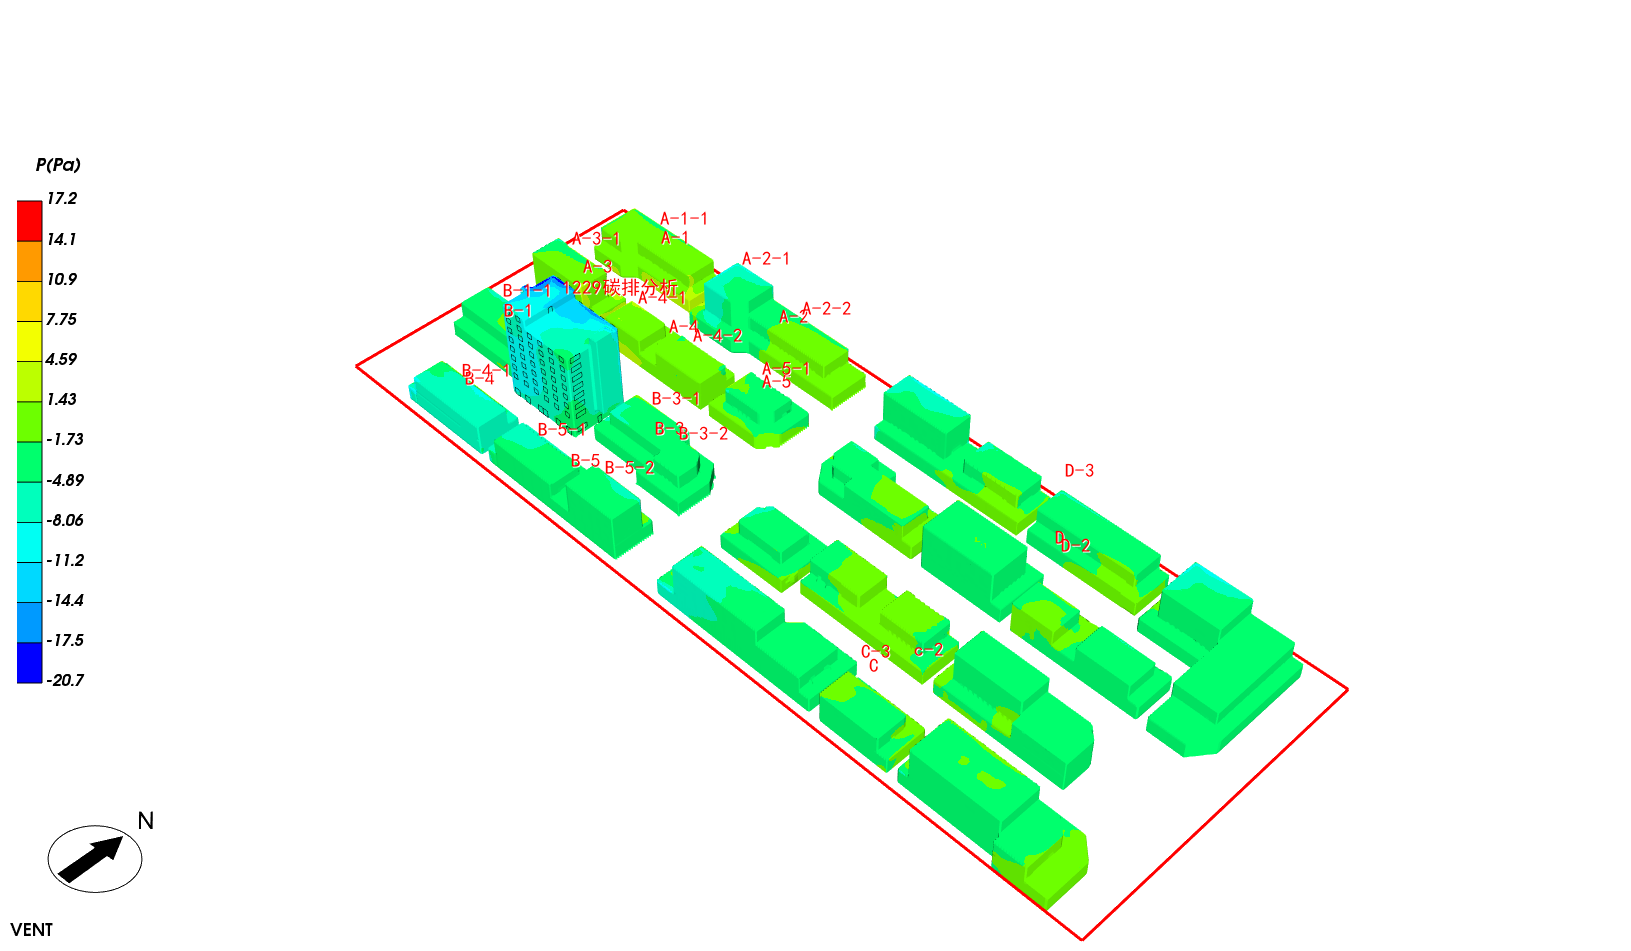 P(Pa)
17.2
14.1
10.9
7.75
4.59
1.43
-1.73
-4.89
-8.06
-11.2
-14.4
-17.5
-20.7
A-1-1
A-1
A-3-1
A-2-1
A-3
1229碳排分析
B-1-1
A-4-1
B-1
A-2-2
A-2
A-4
A-4-2
A-5-1
A-5
B-4-1
B-4
B-3-1
B-3
B-3-2
B-5-1
B-5
B-5-2
D-3
D
D-2
C-3
c-2
C
N
VENT